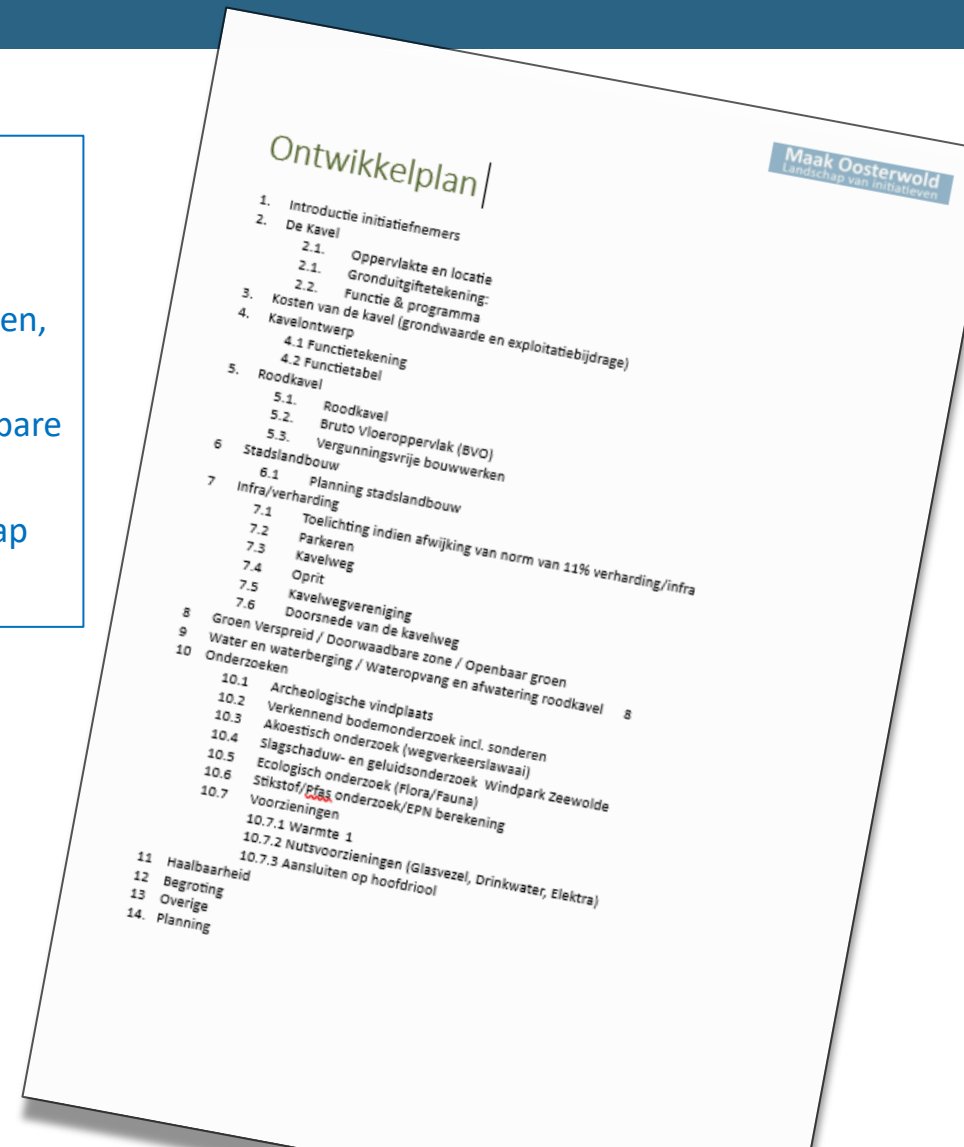 en,
bare
ap
Ontwikkelplan
Maak Oosterwold
Landschap van initiatieven
1. Introductie initiatiefnemers
2. De Kavel
2.1. Oppervlakte en locatie
2.1. Gronduitgiftetekening:
2.2. Functie & programma
3. Kosten van de kavel (grondwaarde en exploitatiebijdrage)
4. Kavelontwerp
4.1 Functietekening
4.2 Functietabel
5. Roodkavel
5.1. Roodkavel
5.2. Bruto Vloeroppervlak (BVO)
5.3. Vergunningsvrije bouwwerken
6 Stadslandbouw
6.1 Planning stadslandbouw
7 Infra/verharding
7.1 Toelichting indien afwijking van norm van 11% verharding/infra
7.2 Parkeren
7.3 Kavelweg
7.4 Oprit
7.5 Kavelwegvereniging
7.6 Doorsnede van de kavelweg
8 Groen Verspreid / Doorwaadbare zone / Openbaar groen
9 Water en waterberging / Wateropvang en afwatering roodkavel 8
10 Onderzoeken
10.1 Archeologische vindplaats
10.2 Verkennend bodemonderzoek incl. sonderen
10.3 Akoestisch onderzoek (wegverkeerslawaai)
10.4 Slagschaduw- en geluidsonderzoek Windpark Zeewolde
10.5 Ecologisch onderzoek (Flora/Fauna)
10.6 Stikstof/Pfas onderzoek/EPN berekening
10.7 Voorzieningen
10.7.1 Warmte 1
10.7.2 Nutsvoorzieningen (Glasvezel, Drinkwater, Elektra)
10.7.3 Aansluiten op hoofdriool
11 Haalbaarheid
12 Begroting
13 Overige
14. Planning